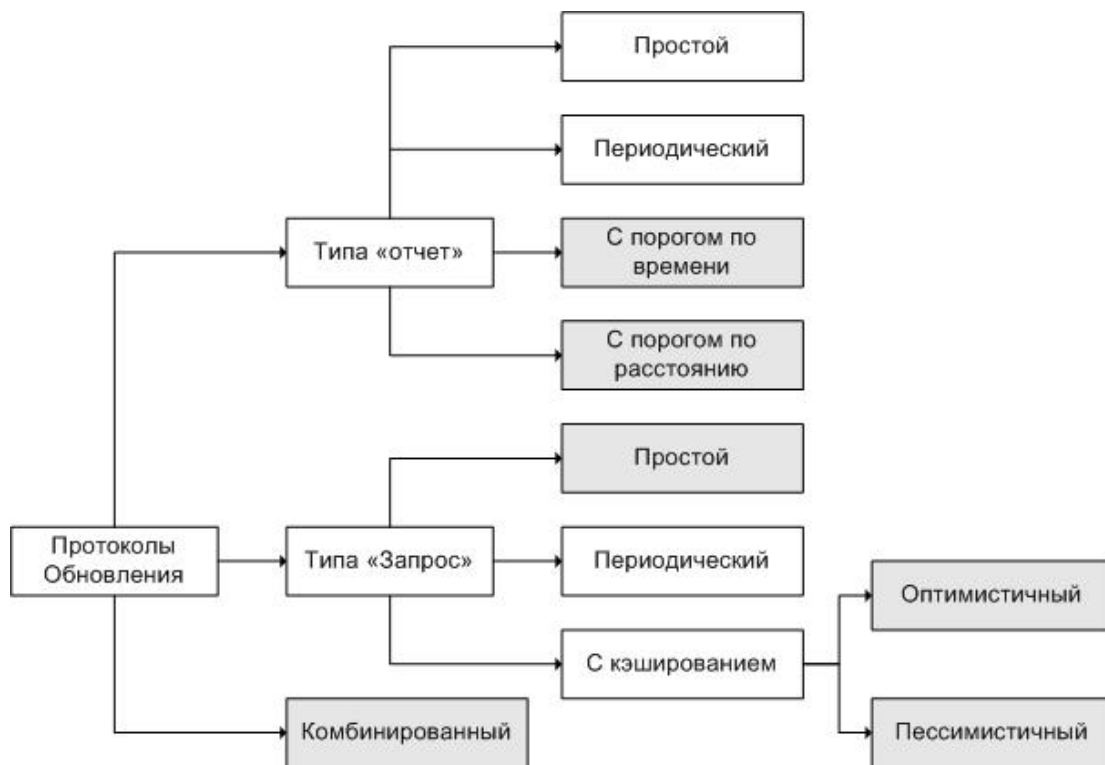 Простой
Периодический
Типа «отчет»
С порогом по
времени
С порогом по
расстоянию
Простой
Протоколы
Обновления
Типа «Запрос»
Периодический
Оптимистичный
С кэшированием
Комбинированный
Пессимистичный